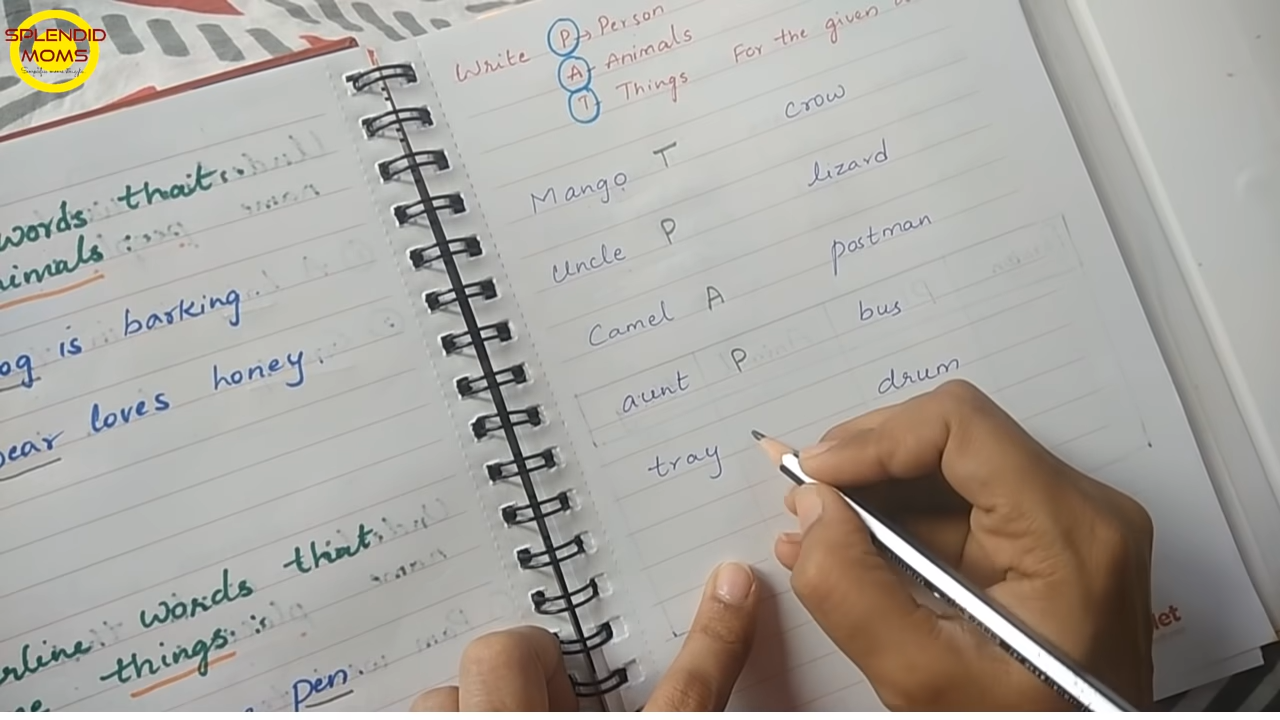 SPLENDID
MOMS
words that
animals
og is barking.
bear loves honey.
words that
things
pen.
Write P → Person
A - Animals
T - Things For the given
Mango T crow
Uncle P lizard
Camel A postman
aunt P bus
tray drum